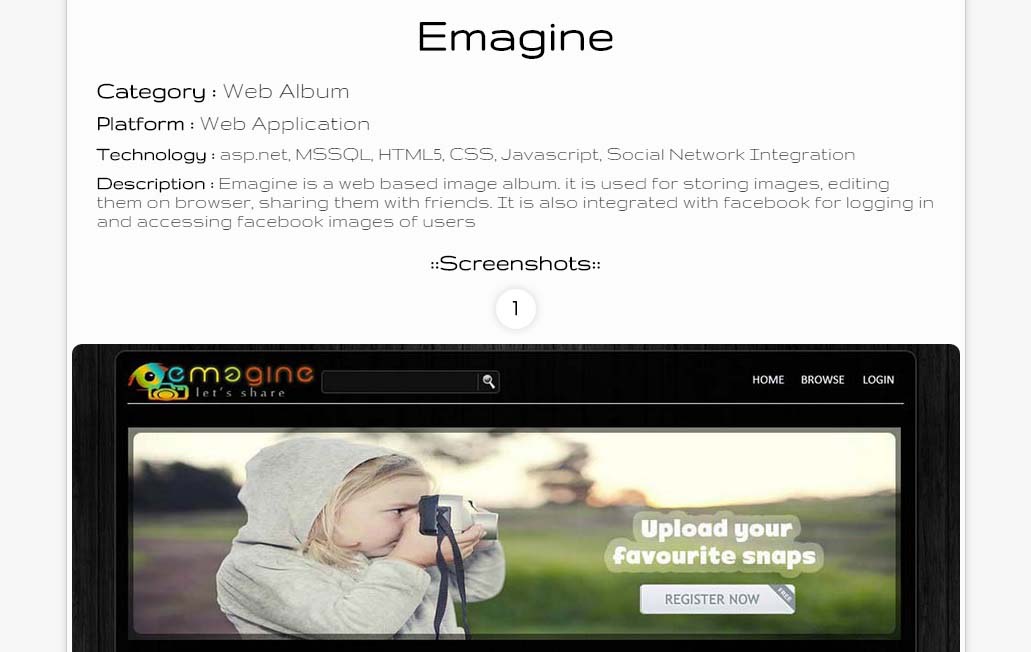 Emagine
Category : Web Album
Platform : Web Application
Technology : asp.net, MSSQL, HTML5, CSS, Javascript, Social Network Integration
Description : Emagine is a web based image album. it is used for storing images, editing
them on browser, sharing them with friends. It is also integrated with facebook for logging in
and accessing facebook images of users
::Screenshots::
1
emagine
let's share
HOME BROWSE LOGIN
Upload your
favourite snaps
REGISTER NOW
FREE